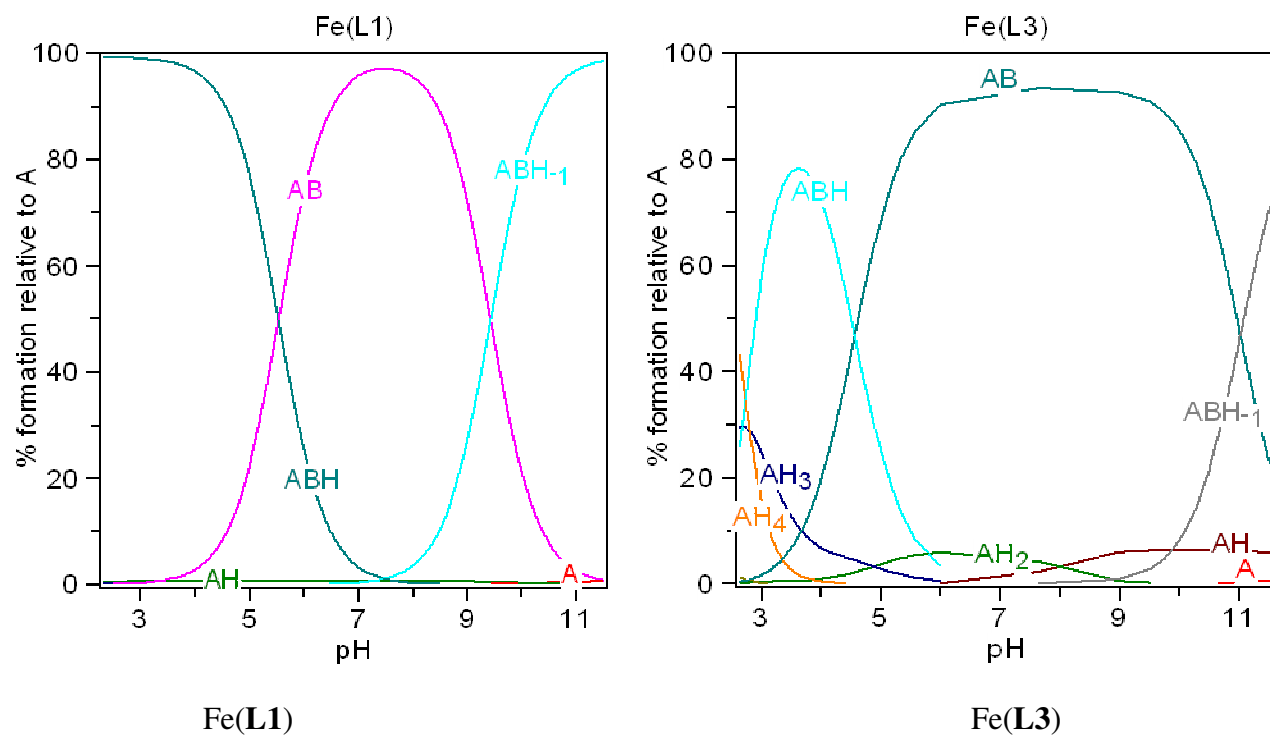 Fe(L1)
% formation relative to A
100
80
60
40
20
0
AB
ABH-1
ABH
AH
A
3 5 7 9 11
pH
Fe(L3)
% formation relative to A
100
80
60
40
20
0
AB
ABH
ABH-1
AH3
AH4
AH2
AH
A
3 5 7 9 11
pH
Fe(L1) Fe(L3)